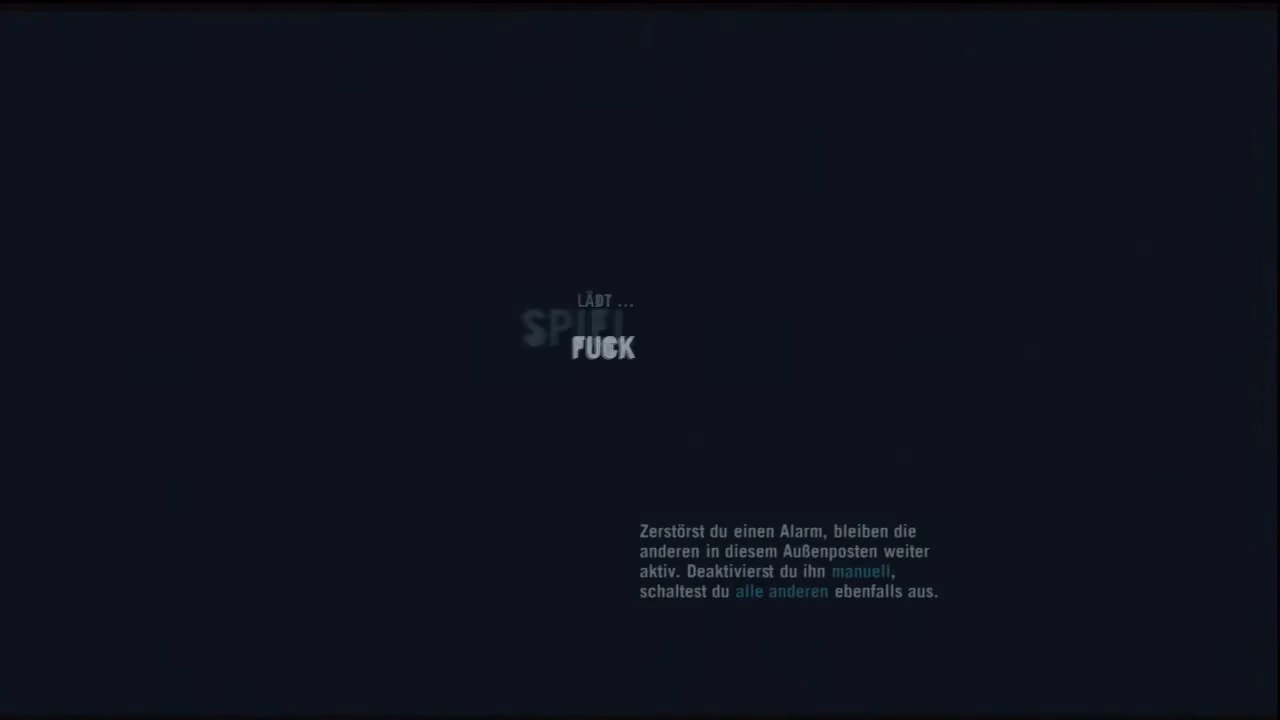 LÄDT ...
SPIEL
FUCK
Zerstörst du einen Alarm, bleiben die
anderen in diesem Außenposten weiter
aktiv. Deaktivierst du ihn manuell,
schaltest du alle anderen ebenfalls aus.